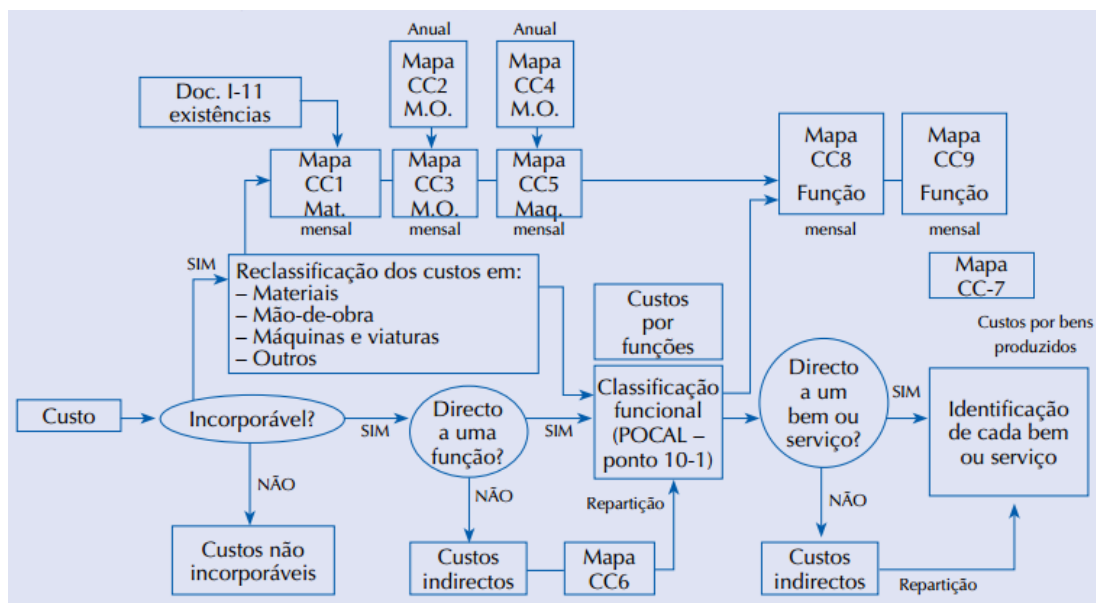 Anual
Mapa
CC2
M.O.
Anual
Mapa
CC4
M.O.
Doc. I-11
existências
Mapa
CC1
Mat.
mensal
Mapa
CC3
M.O.
mensal
Mapa
CC5
Maq.
mensal
Mapa
CC8
Função
mensal
Mapa
CC9
Função
mensal
SIM
Reclassificação dos custos em:
– Materiais
– Mão-de-obra
– Máquinas e viaturas
– Outros
Mapa
CC-7
Custos
por
funções
Custos por bens
produzidos
Custo
Incorporável?
SIM
Directo
a uma
função?
SIM
Classificação
funcional
(POCAL –
ponto 10-1)
Directo
a um
bem ou
serviço?
SIM
Identificação
de cada bem
ou serviço
NÃO
NÃO
Repartição
NÃO
Custos não
incorporáveis
Custos
indirectos
Mapa
CC6
Custos
indirectos
Repartição